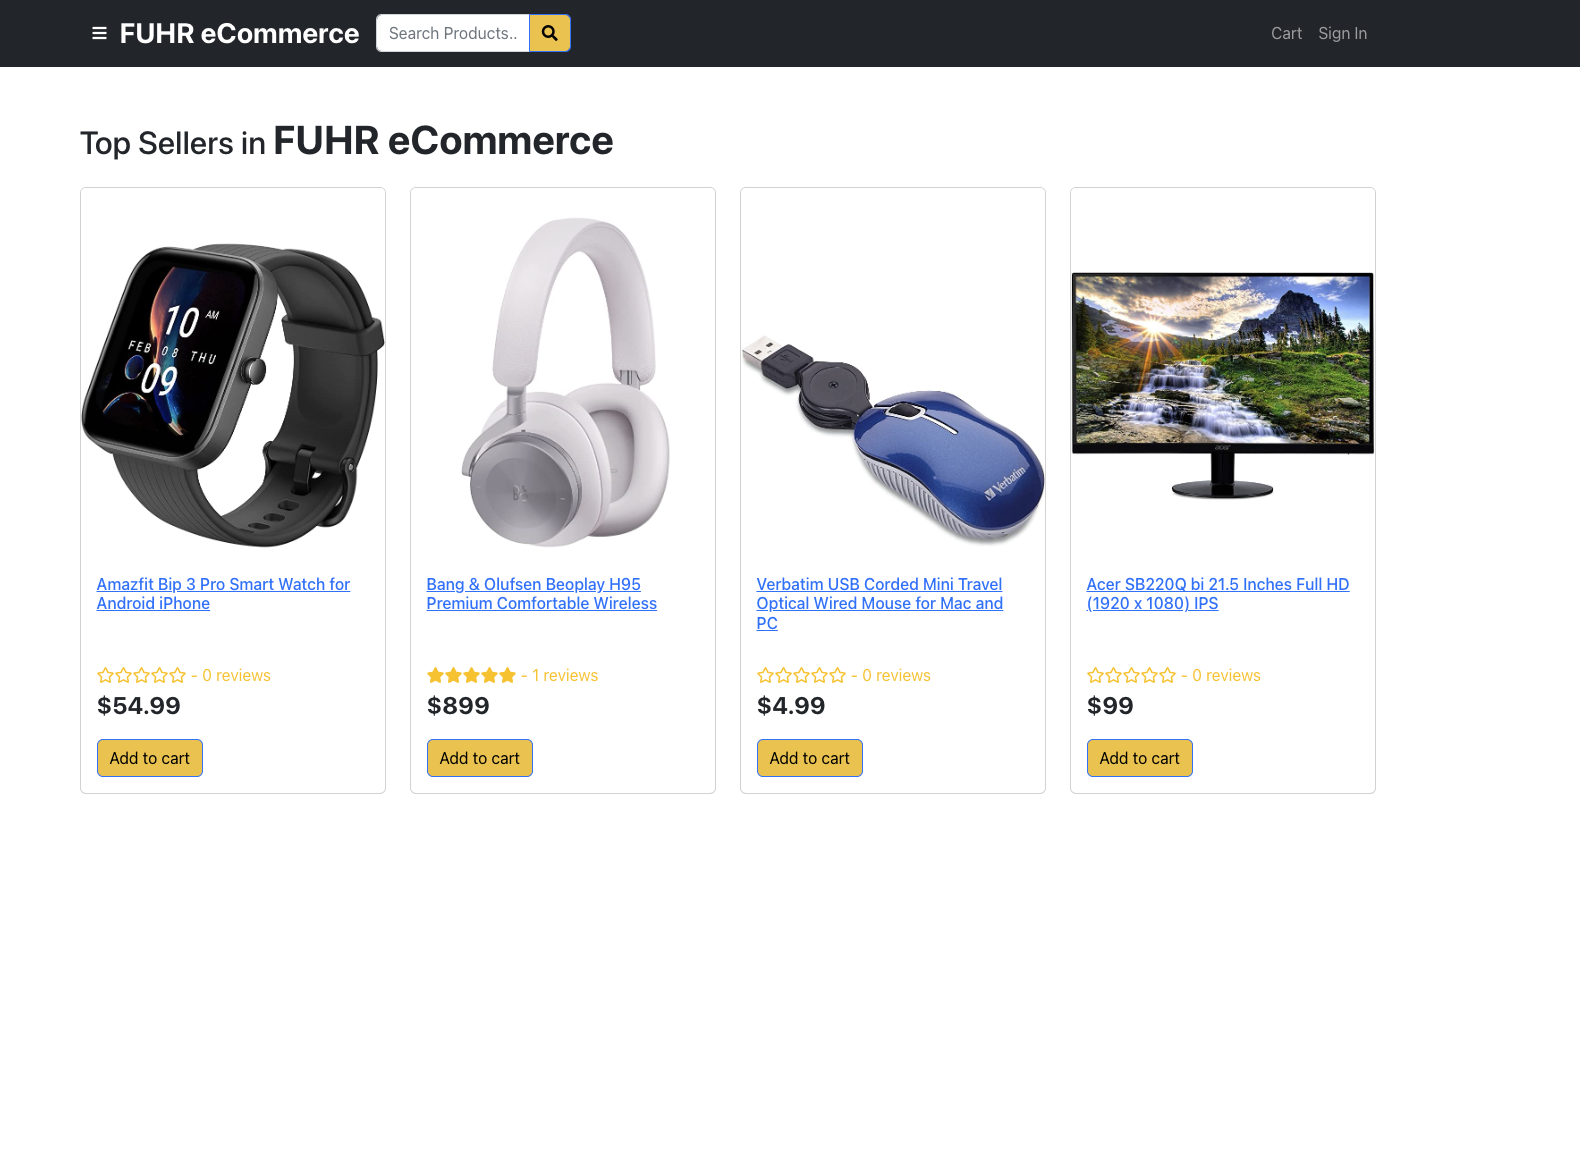 FUHR eCommerce
Search Products..
Cart
Sign In
Top Sellers in FUHR eCommerce
10 AM
FEB 08 THU
09
Verbatim
acer
Amazfit Bip 3 Pro Smart Watch for
Android iPhone
- 0 reviews
$54.99
Add to cart
Bang & Olufsen Beoplay H95
Premium Comfortable Wireless
- 1 reviews
$899
Add to cart
Verbatim USB Corded Mini Travel
Optical Wired Mouse for Mac and
PC
- 0 reviews
$4.99
Add to cart
Acer SB220Q bi 21.5 Inches Full HD
(1920 x 1080) IPS
- 0 reviews
$99
Add to cart